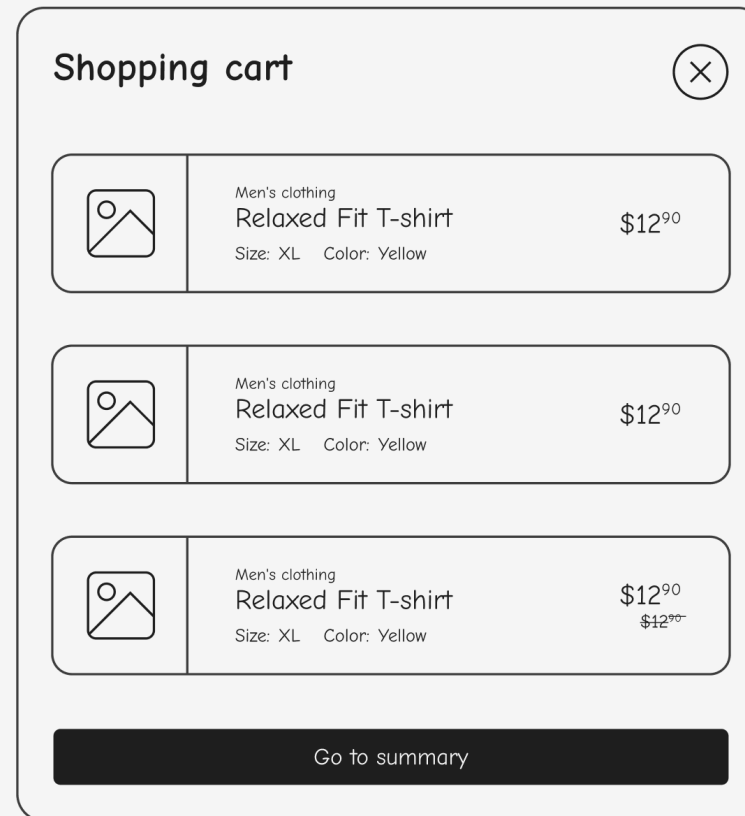 Shopping cart
Men's clothing
Relaxed Fit T-shirt
$12⁹⁰
Size: XL Color: Yellow
Men's clothing
Relaxed Fit T-shirt
$12⁹⁰
Size: XL Color: Yellow
Men's clothing
Relaxed Fit T-shirt
$12⁹⁰
$12⁹⁰
Size: XL Color: Yellow
Go to summary